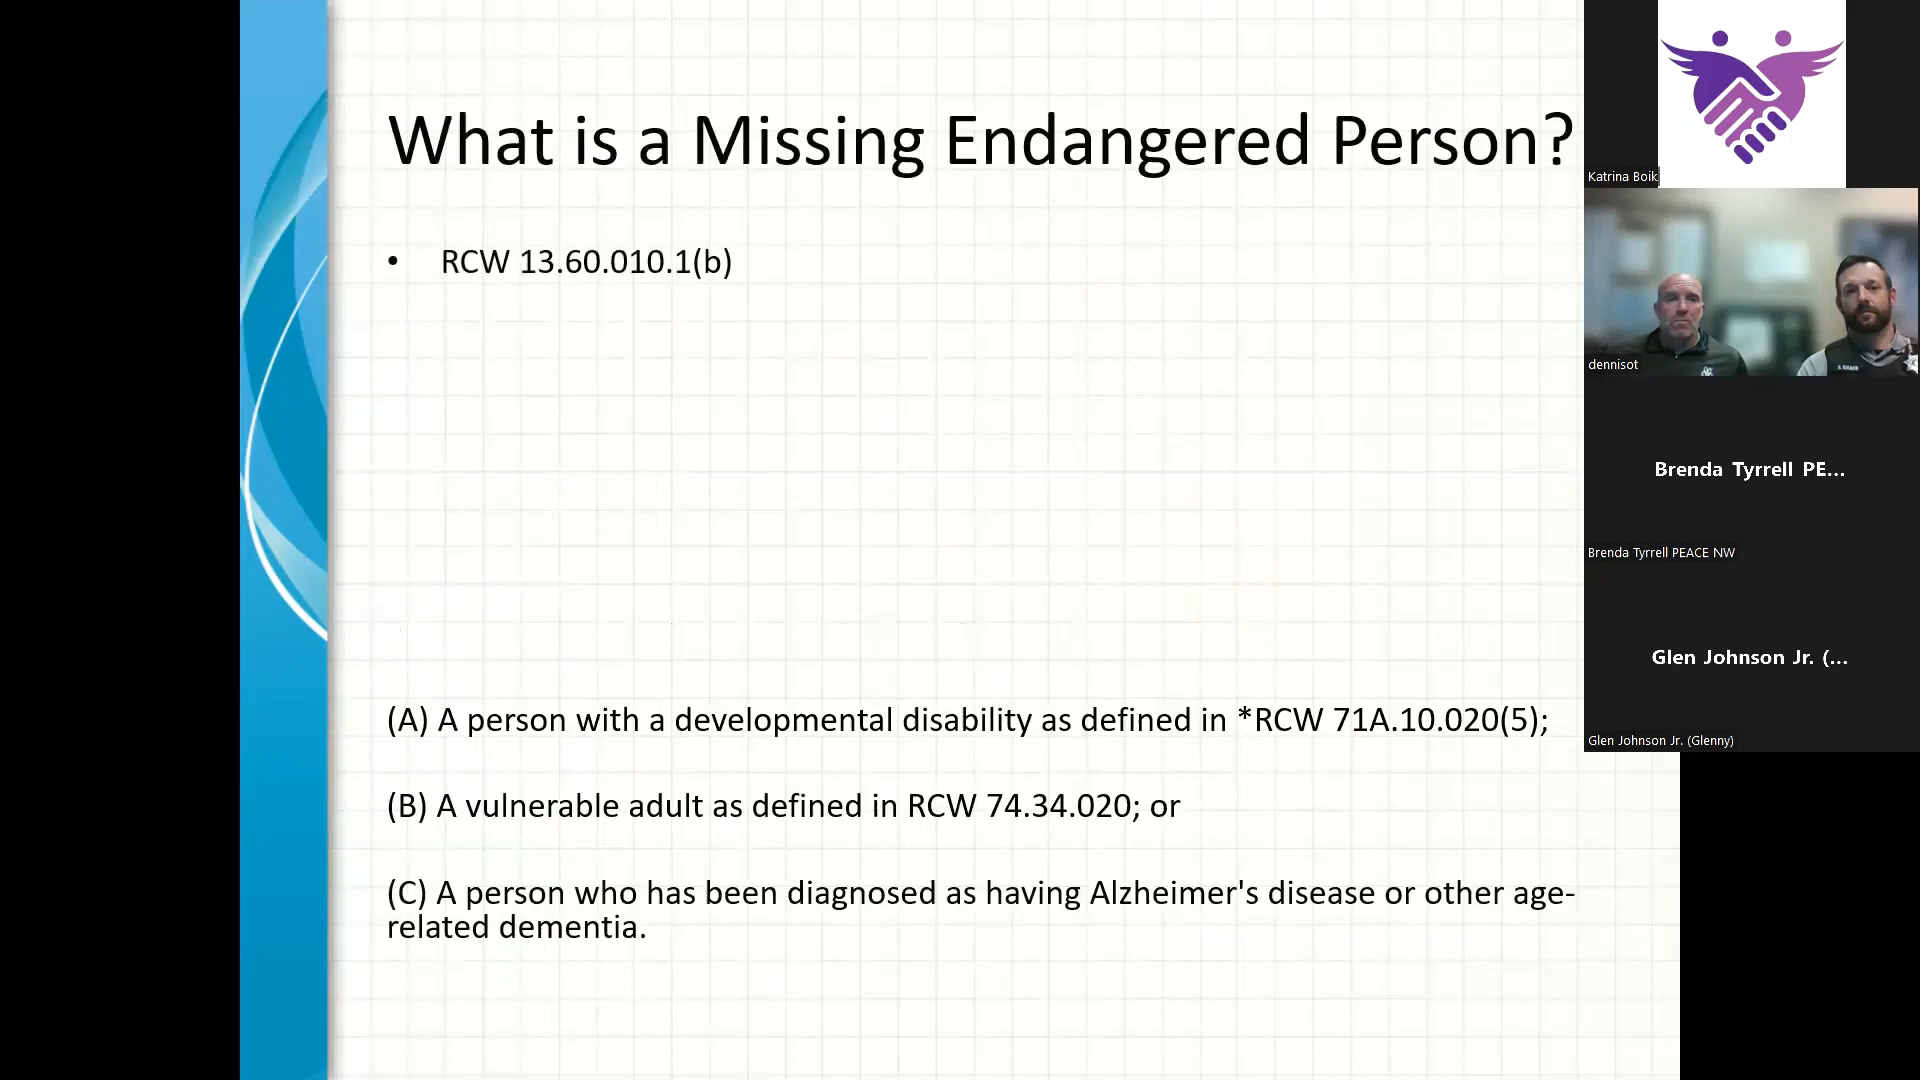 What is a Missing Endangered Person?
• RCW 13.60.010.1(b)
(A) A person with a developmental disability as defined in *RCW 71A.10.020(5);
(B) A vulnerable adult as defined in RCW 74.34.020; or
(C) A person who has been diagnosed as having Alzheimer's disease or other age-
related dementia.
Katrina Boik
dennisot
Brenda Tyrrell PE...
Brenda Tyrrell PEACE NW
Glen Johnson Jr. (...
Glen Johnson Jr. (Glenny)